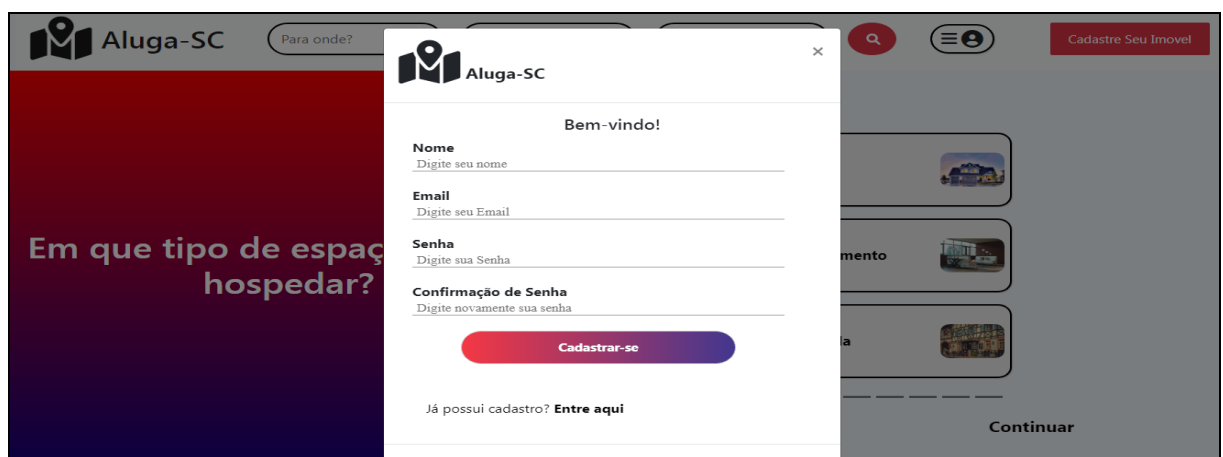 Aluga-SC
Para onde?
Cadastre Seu Imovel
Aluga-SC
×
Bem-vindo!
Nome
Digite seu nome
Email
Digite seu Email
Senha
Digite sua Senha
Confirmação de Senha
Digite novamente sua senha
Cadastrar-se
Já possui cadastro? Entre aqui
Em que tipo de espaç
hospedar?
mento
la
Continuar